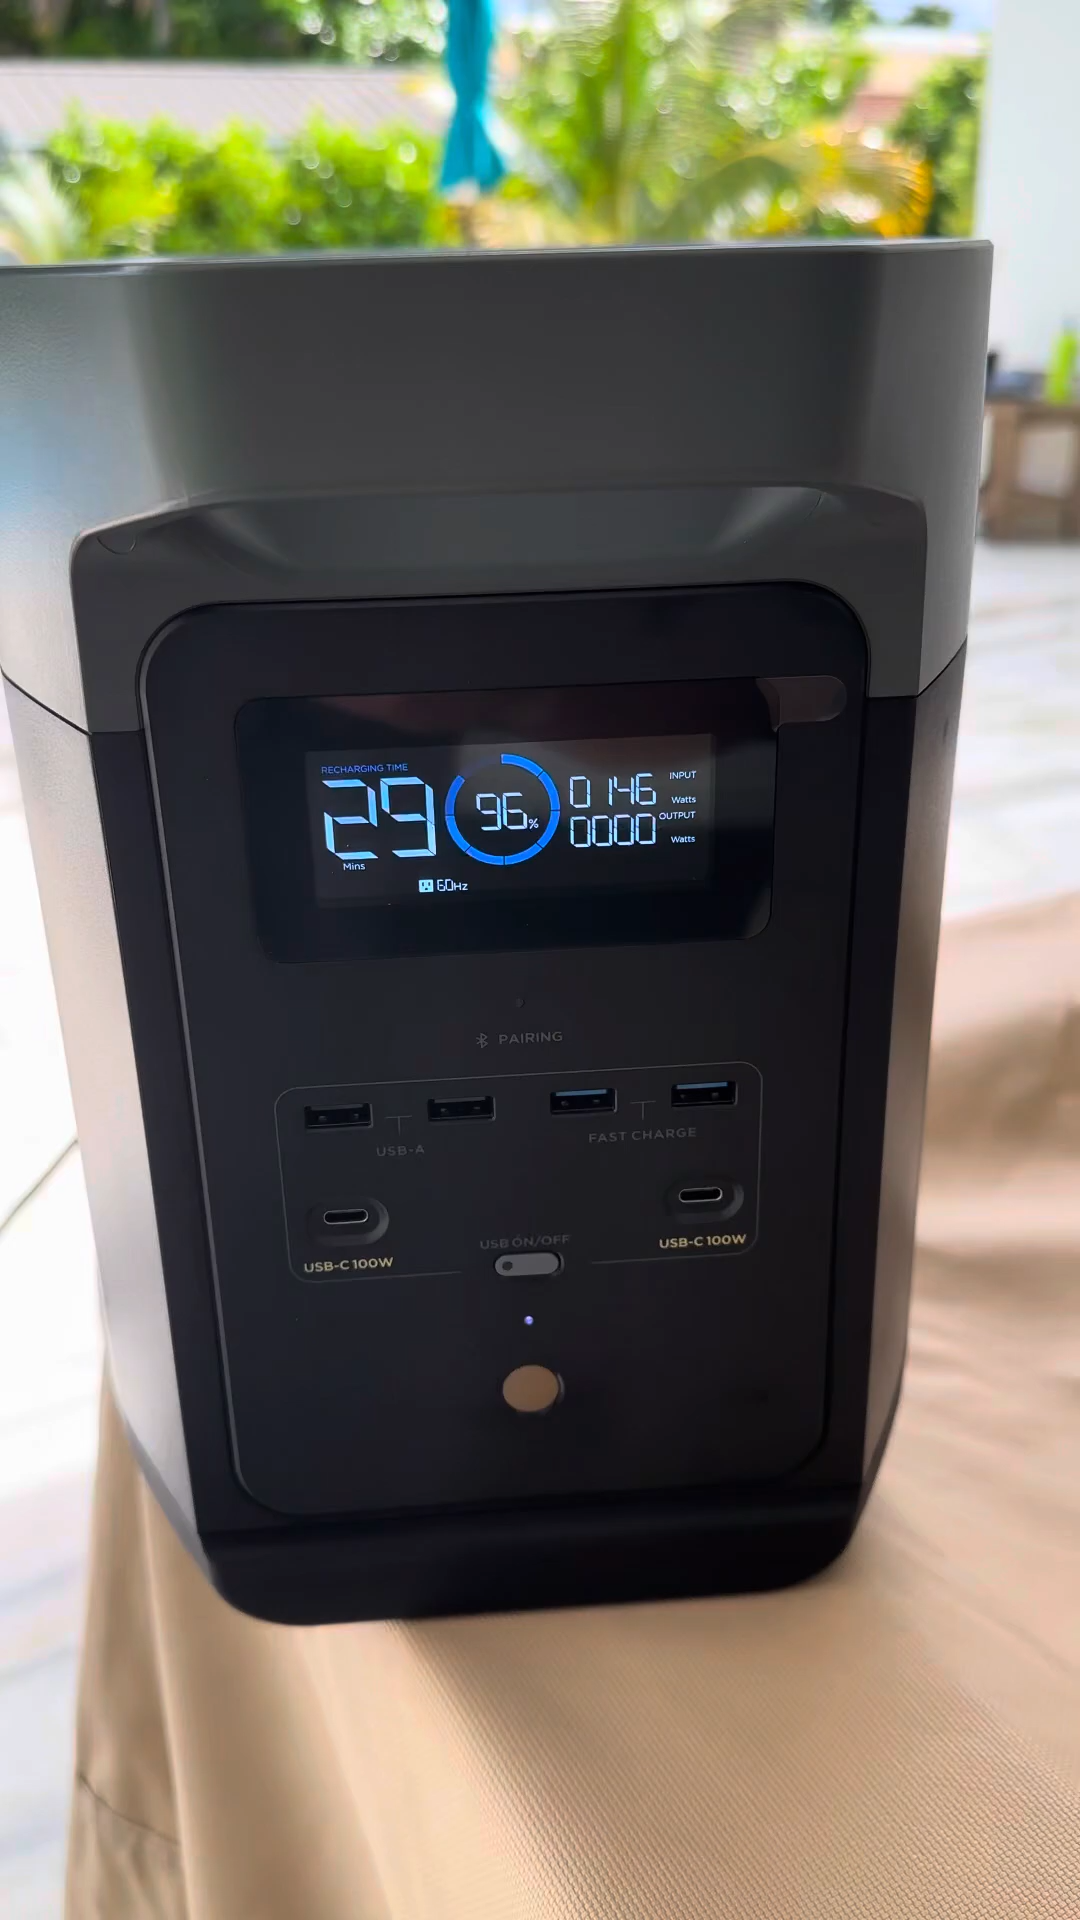 RECHARGING TIME
29
Mins
96%
0146 INPUT Watts
0000 OUTPUT Watts
60Hz
PAIRING
USB-A
FAST CHARGE
USB-C 100W
USB ON/OFF
USB-C 100W